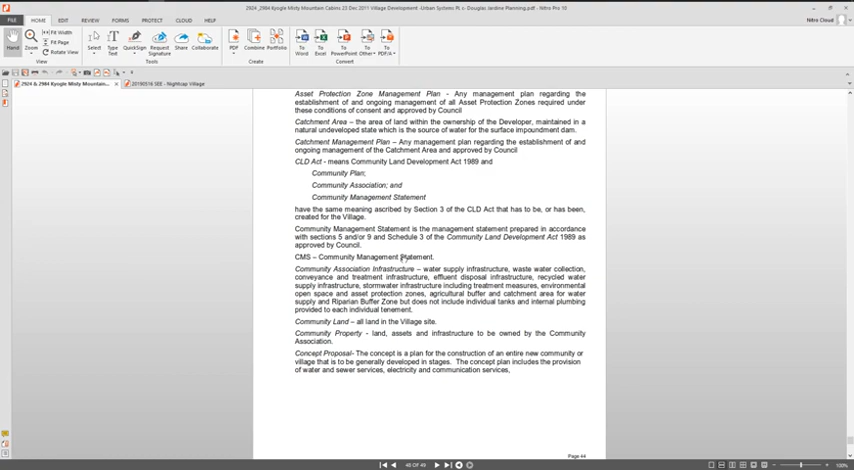 2924_2984 Kyogle Misty Mountain Cabins 23 Dec 2011 Village Development -Urban Systems Pt. c- Douglas Jardine Planning.pdf - Nitro Pro 10
FILE HOME EDIT REVIEW FORMS PROTECT CLOUD HELP Nitro Cloud
Hand Zoom Fit Width Fit Page Rotate View Select Type Text QuickSign Request Signature Share Collaborate PDF Combine Portfolio To Word To Excel To PowerPoint To Other To PDF/A
View Tools Create Convert
2924 & 2984 Kyogle Misty Mountain... 20190516 SEE - Nightcap Village
Asset Protection Zone Management Plan - Any management plan regarding the
establishment of and ongoing management of all Asset Protection Zones required under
these conditions of consent and approved by Council
Catchment Area – the area of land within the ownership of the Developer, maintained in a
natural undeveloped state which is the source of water for the surface impoundment dam.
Catchment Management Plan – Any management plan regarding the establishment of and
ongoing management of the Catchment Area and approved by Council
CLD Act - means Community Land Development Act 1989 and
Community Plan;
Community Association; and
Community Management Statement
have the same meaning ascribed by Section 3 of the CLD Act that has to be, or has been,
created for the Village.
Community Management Statement is the management statement prepared in accordance
with sections 5 and/or 9 and Schedule 3 of the Community Land Development Act 1989 as
approved by Council.
CMS – Community Management Statement.
Community Association Infrastructure – water supply infrastructure, waste water collection,
conveyance and treatment infrastructure, effluent disposal infrastructure, recycled water
supply infrastructure, stormwater infrastructure including treatment measures, environmental
open space and asset protection zones, agricultural buffer and catchment area for water
supply and Riparian Buffer Zone but does not include individual tanks and internal plumbing
provided to each individual tenement.
Community Land – all land in the Village site.
Community Property - land, assets and infrastructure to be owned by the Community
Association.
Concept Proposal- The concept is a plan for the construction of an entire new community or
village that is to be generally developed in stages. The concept plan includes the provision
of water and sewer services, electricity and communication services,
Page 44
48 OF 49
100%